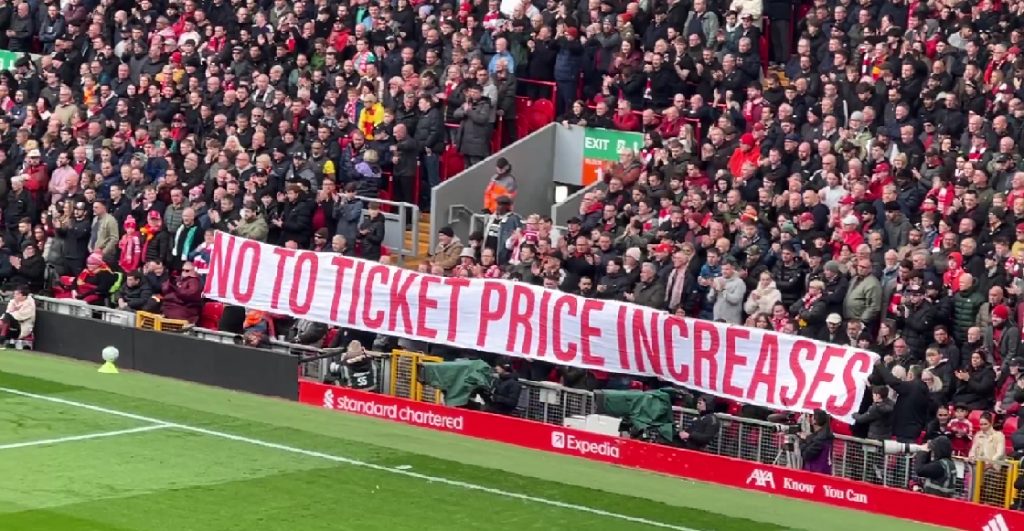 EXIT
NO TO TICKET PRICE INCREASES
standard chartered
Expedia
AXA Know You Can